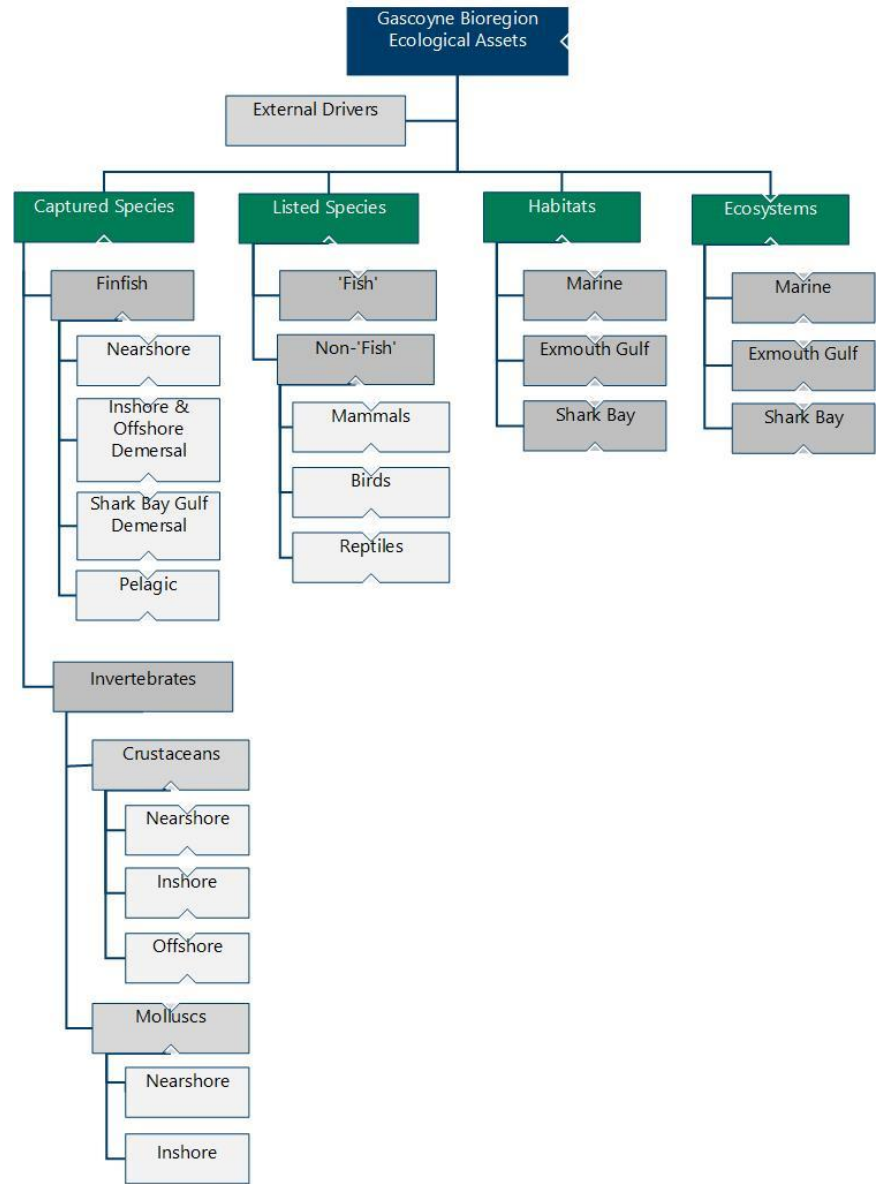 Gascoyne Bioregion
Ecological Assets
External Drivers
Captured Species
Finfish
Nearshore
Inshore &
Offshore
Demersal
Shark Bay Gulf
Demersal
Pelagic
Invertebrates
Crustaceans
Nearshore
Inshore
Offshore
Molluscs
Nearshore
Inshore
Listed Species
'Fish'
Non-'Fish'
Mammals
Birds
Reptiles
Habitats
Marine
Exmouth Gulf
Shark Bay
Ecosystems
Marine
Exmouth Gulf
Shark Bay